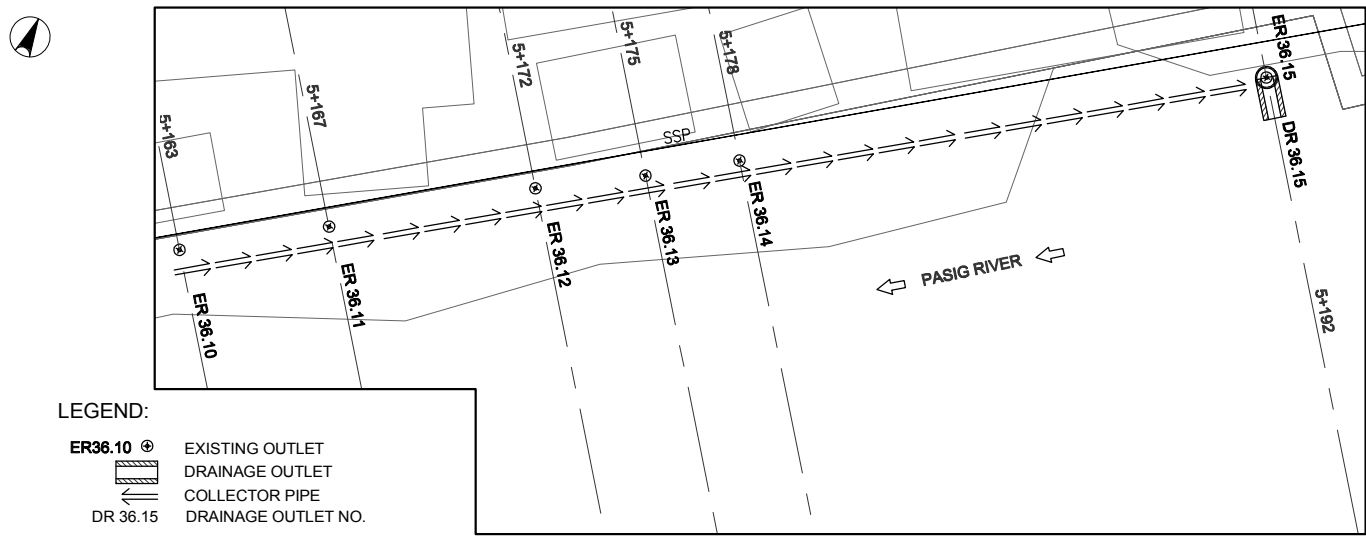 5+163
5+167
5+172
5+175
5+178
ER 36.15
SSP
DR 36.15
ER 36.10
ER 36.11
ER 36.12
ER 36.13
ER 36.14
PASIG RIVER
5+192
LEGEND:
ER36.10 EXISTING OUTLET
DRAINAGE OUTLET
COLLECTOR PIPE
DR 36.15 DRAINAGE OUTLET NO.